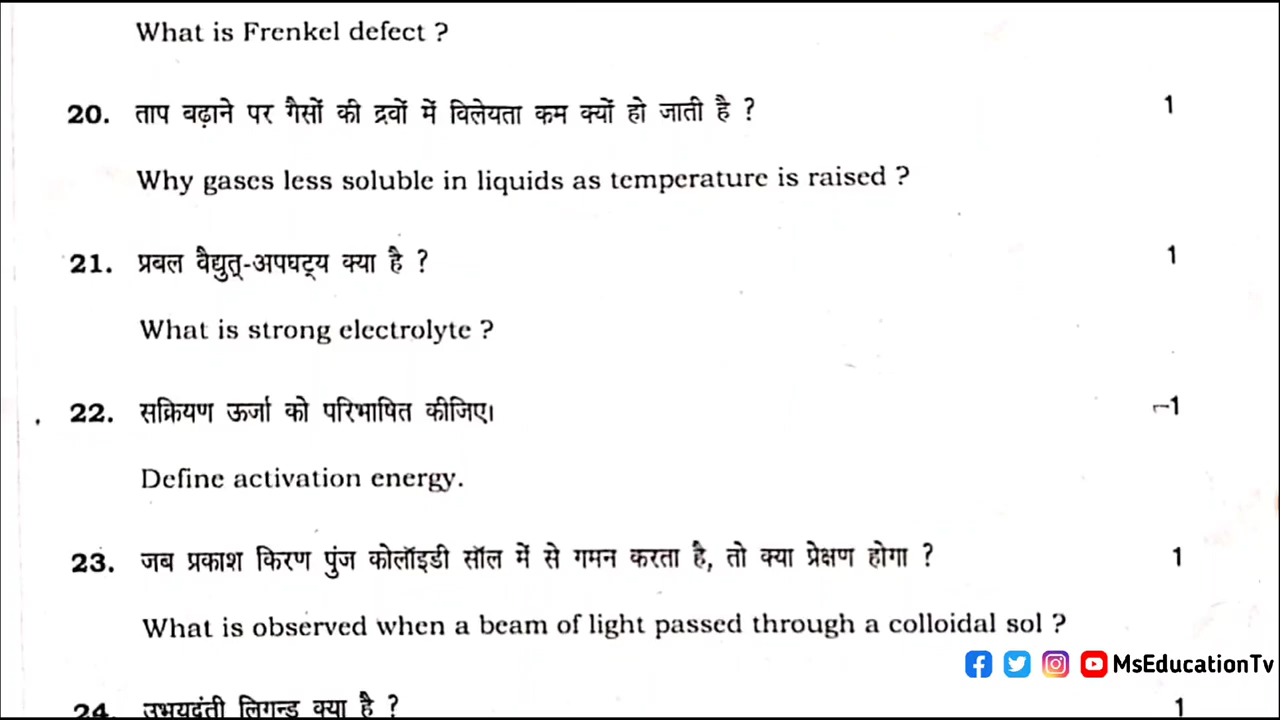 What is Frenkel defect ?
20. ताप बढ़ाने पर गैसों की द्रवों में विलेयता कम क्यों हो जाती है ? 1
Why gases less soluble in liquids as temperature is raised ?
21. प्रबल वैद्युत्-अपघट्य क्या है ? 1
What is strong electrolyte ?
22. सक्रियण ऊर्जा को परिभाषित कीजिए। 1
Define activation energy.
23. जब प्रकाश किरण पुंज कोलॉइडी सॉल में से गमन करता है, तो क्या प्रेक्षण होगा ? 1
What is observed when a beam of light passed through a colloidal sol ?
MsEducationTv
24. उभयदंती लिगन्ड क्या है ? 1